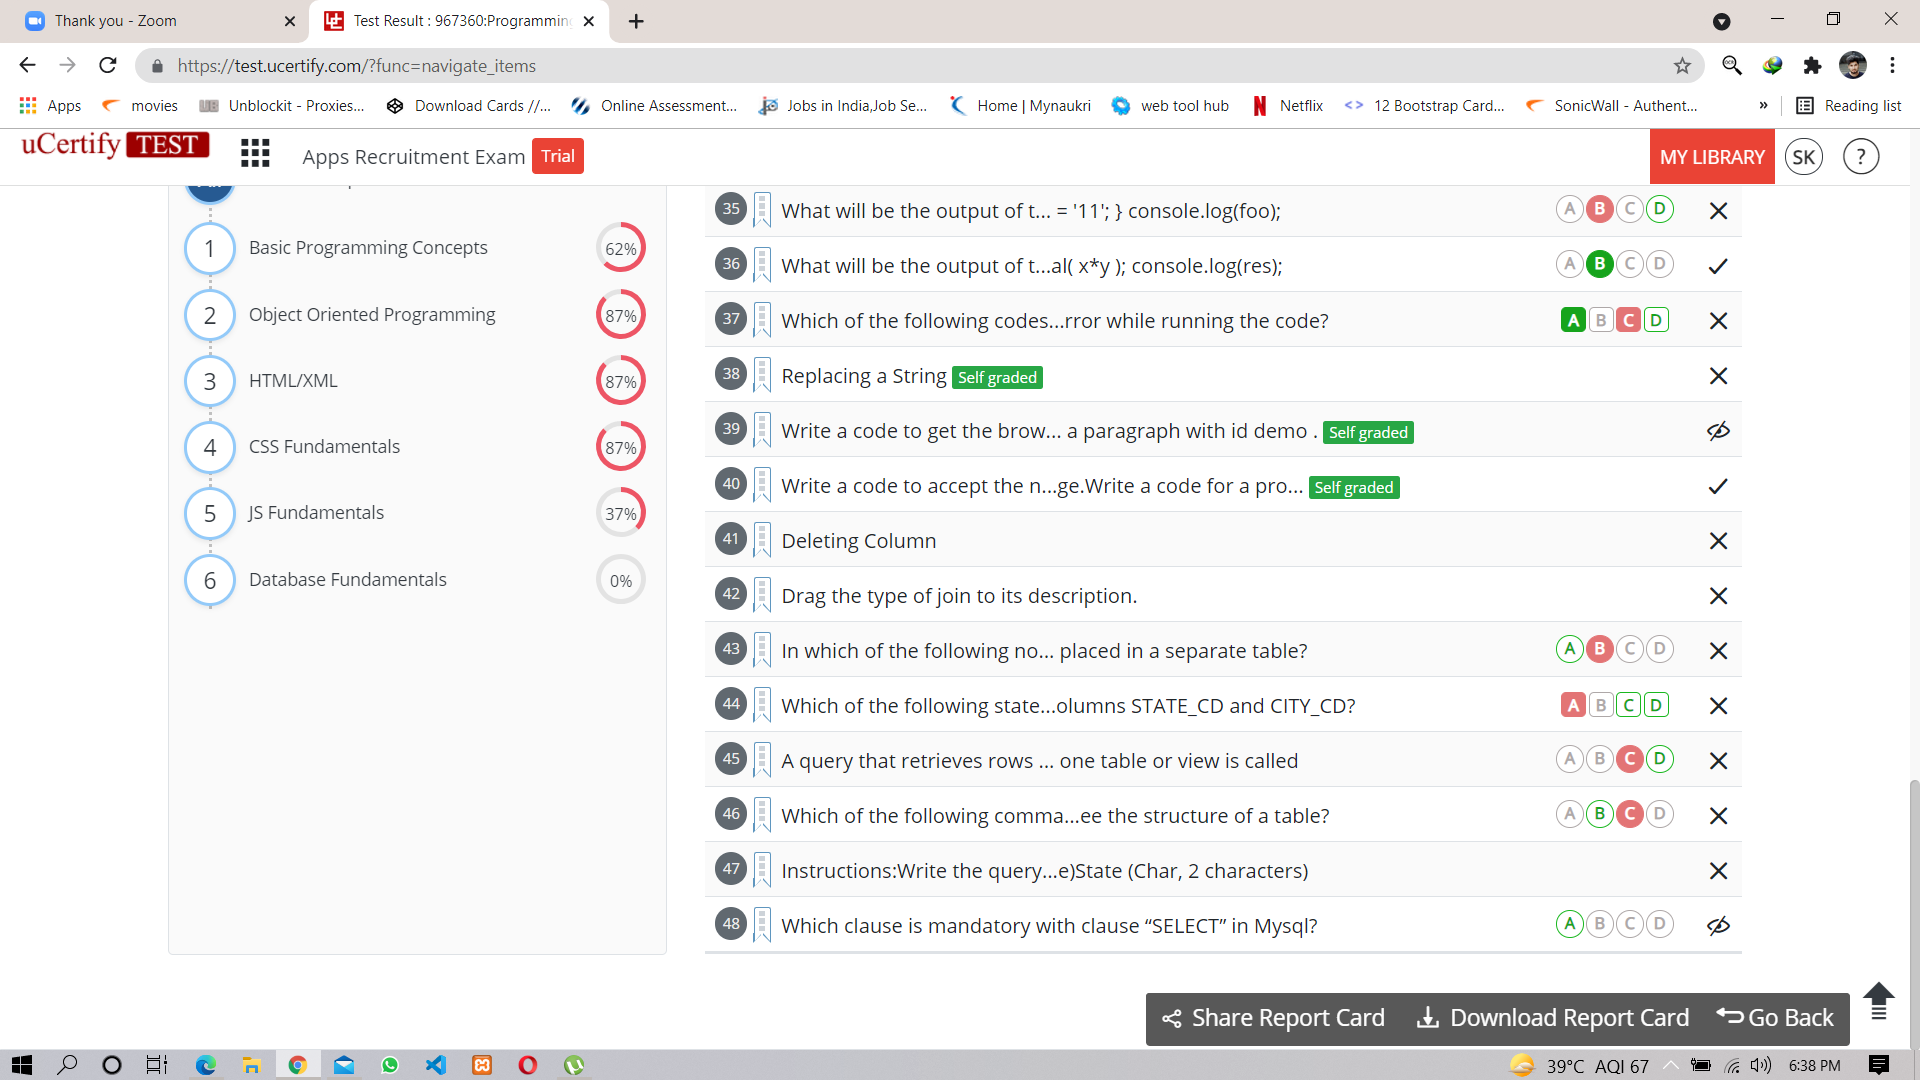 Thank you - Zoom
Test Result : 967360:Programmin
https://test.ucertify.com/?func=navigate_items
Apps
movies
Unblockit - Proxies...
Download Cards //...
Online Assessment...
Jobs in India,Job Se...
Home | Mynaukri
web tool hub
Netflix
12 Bootstrap Card...
SonicWall - Authent...
»
Reading list
uCertify TEST
Apps Recruitment Exam Trial
MY LIBRARY
SK
?
1 Basic Programming Concepts 62%
2 Object Oriented Programming 87%
3 HTML/XML 87%
4 CSS Fundamentals 87%
5 JS Fundamentals 37%
6 Database Fundamentals 0%
35 What will be the output of t... = '11'; } console.log(foo); A B C D
36 What will be the output of t...al( x*y ); console.log(res); A B C D
37 Which of the following codes...rror while running the code? A B C D
38 Replacing a String Self graded
39 Write a code to get the brow... a paragraph with id demo . Self graded
40 Write a code to accept the n...ge.Write a code for a pro... Self graded
41 Deleting Column
42 Drag the type of join to its description.
43 In which of the following no... placed in a separate table? A B C D
44 Which of the following state...olumns STATE_CD and CITY_CD? A B C D
45 A query that retrieves rows ... one table or view is called A B C D
46 Which of the following comma...ee the structure of a table? A B C D
47 Instructions:Write the query...e)State (Char, 2 characters)
48 Which clause is mandatory with clause “SELECT” in Mysql? A B C D
Share Report Card
Download Report Card
Go Back
39°C AQI 67
6:38 PM